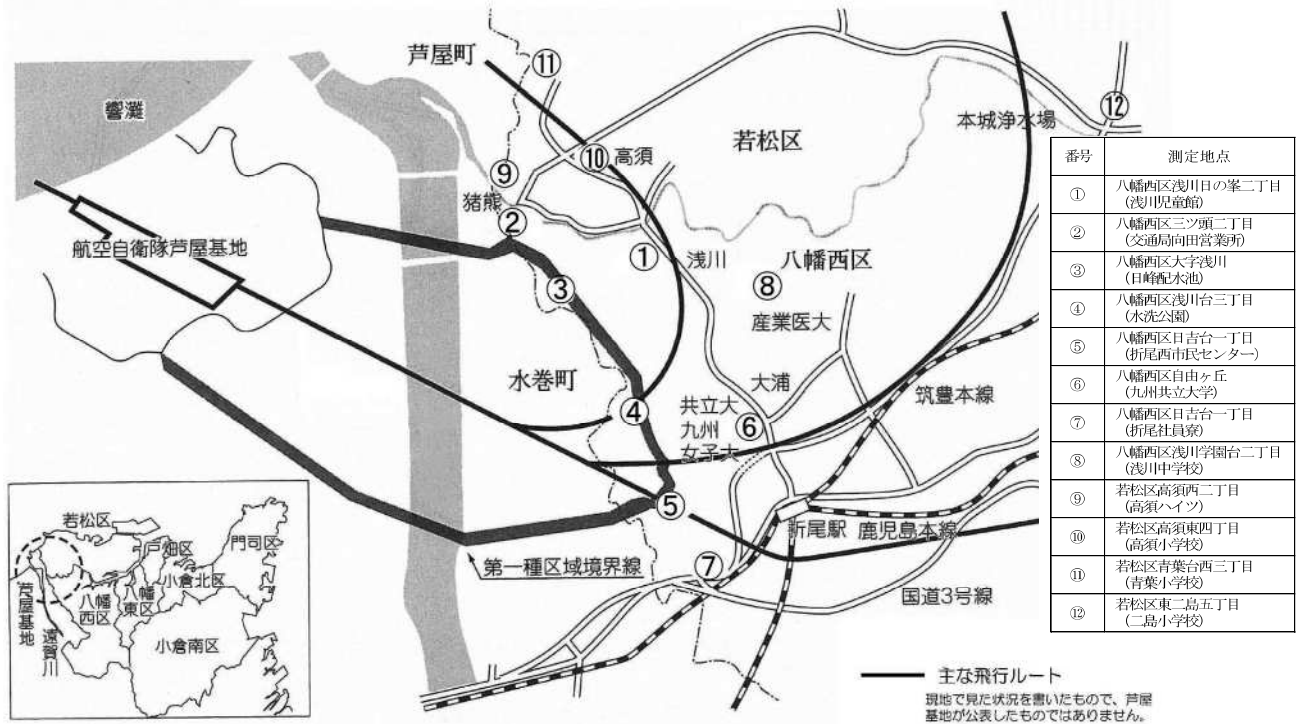 芦屋町
⑪
響灘
⑫
本城浄水場
若松区
⑩
高須
⑨
猪熊
②
航空自衛隊芦屋基地
①
浅川
八幡西区
③
⑧
産業医大
水巻町
大浦
④
共立大
九州
女子大
⑥
筑豊本線
⑤
折尾駅
鹿児島本線
第一種区域境界線
⑦
国道3号線
主な飛行ルート
現地で見た状況を書いたもので、芦屋
基地が公表したものではありません。
若松区
戸畑区
門司区
小倉北区
八幡
西区
八幡
東区
小倉南区
芦屋基地
遠賀川
番号 測定地点
① 八幡西区浅川日の峯二丁目
(浅川児童館)
② 八幡西区三ツ頭二丁目
(交通局向田営業所)
③ 八幡西区大字浅川
(日峰配水池)
④ 八幡西区浅川台三丁目
(水洗公園)
⑤ 八幡西区日吉台一丁目
(折尾西市民センター)
⑥ 八幡西区自由ヶ丘
(九州共立大学)
⑦ 八幡西区日吉台一丁目
(折尾社員寮)
⑧ 八幡西区浅川学園台二丁目
(浅川中学校)
⑨ 若松区高須西二丁目
(高須ハイツ)
⑩ 若松区高須東四丁目
(高須小学校)
⑪ 若松区青葉台西三丁目
(青葉小学校)
⑫ 若松区東二島五丁目
(二島小学校)